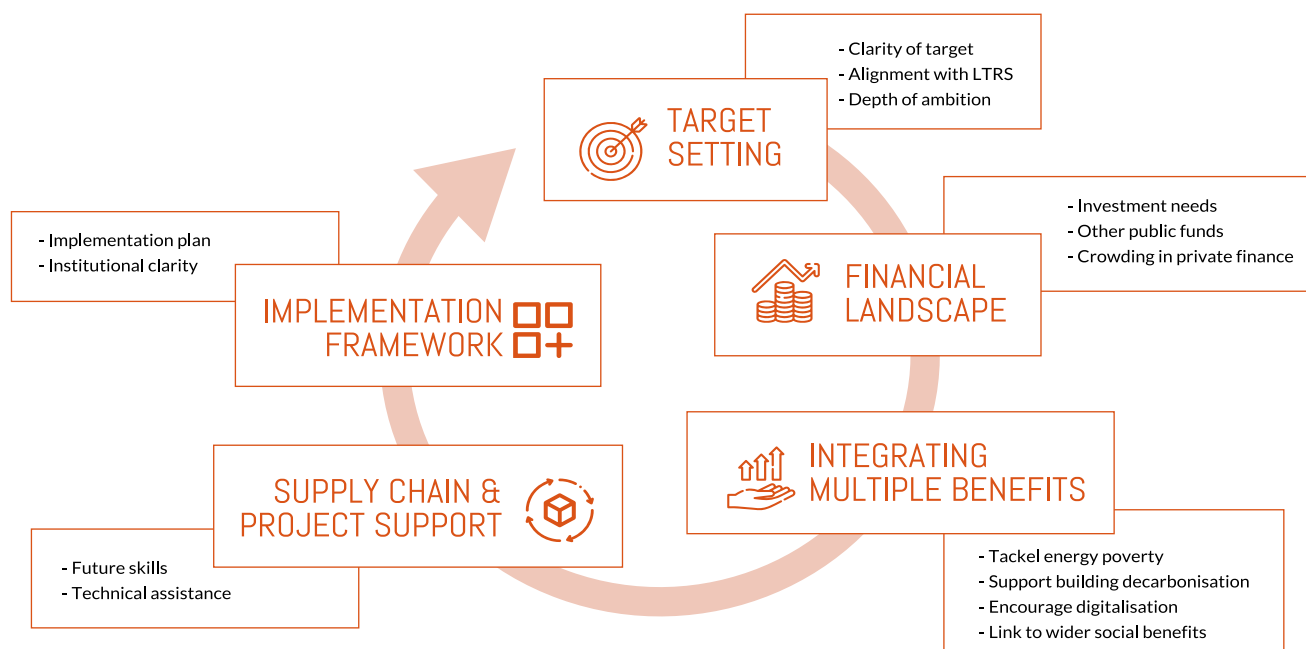 TARGET
SETTING
- Clarity of target
- Alignment with LTRS
- Depth of ambition
FINANCIAL
LANDSCAPE
- Investment needs
- Other public funds
- Crowding in private finance
INTEGRATING
MULTIPLE BENEFITS
- Tackel energy poverty
- Support building decarbonisation
- Encourage digitalisation
- Link to wider social benefits
SUPPLY CHAIN &
PROJECT SUPPORT
- Future skills
- Technical assistance
IMPLEMENTATION
FRAMEWORK
- Implementation plan
- Institutional clarity